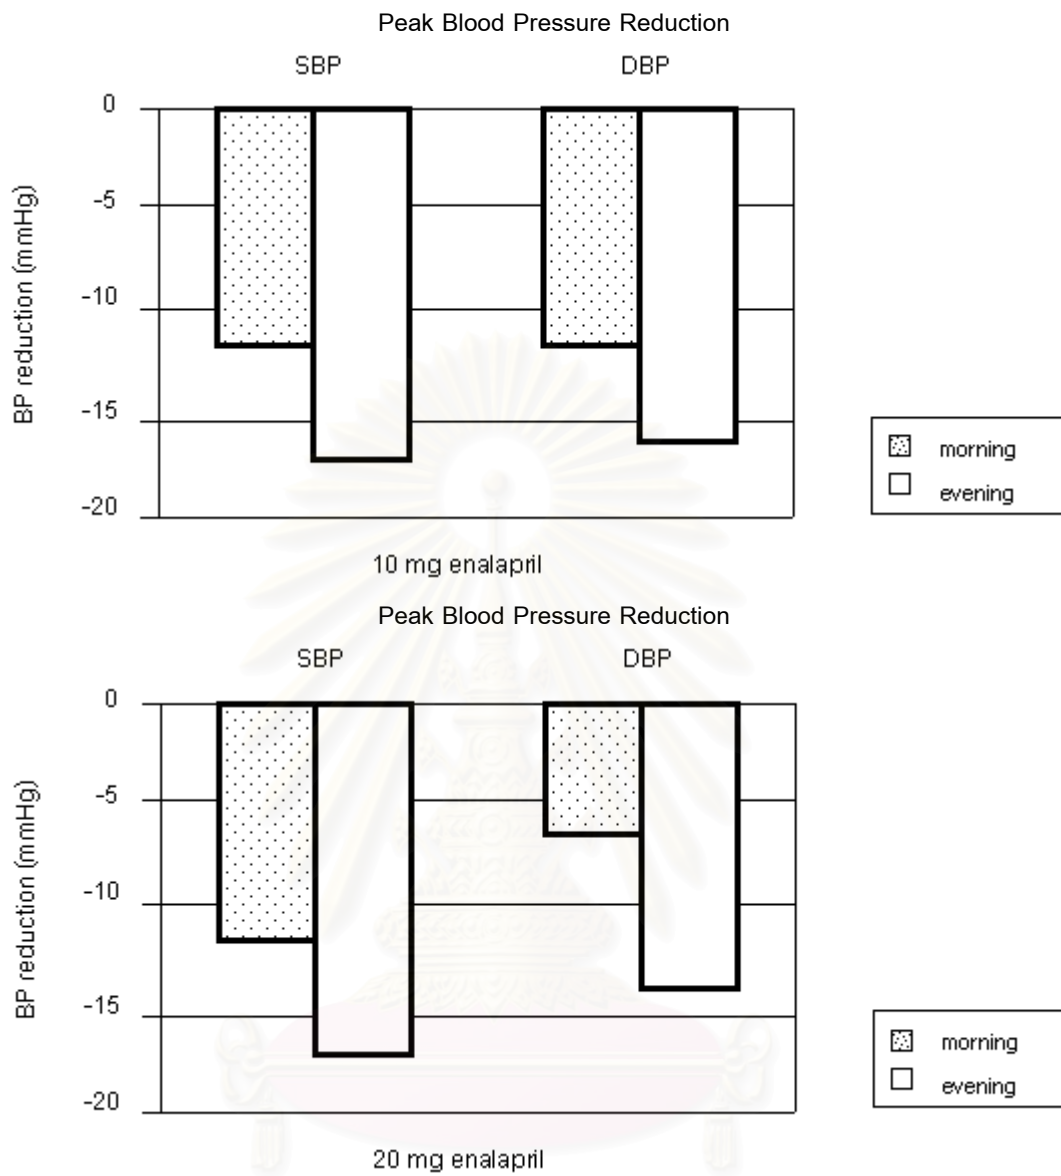 Peak Blood Pressure Reduction
SBP DBP
0
-5
-10
-15
-20
BP reduction (mmHg)
morning
evening
10 mg enalapril
Peak Blood Pressure Reduction
SBP DBP
0
-5
-10
-15
-20
BP reduction (mmHg)
morning
evening
20 mg enalapril